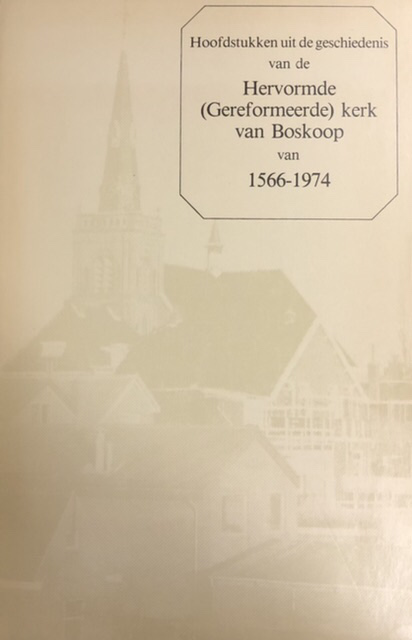 Hoofdstukken uit de geschiedenis
van de
Hervormde
(Gereformeerde) kerk
van Boskoop
van
1566-1974